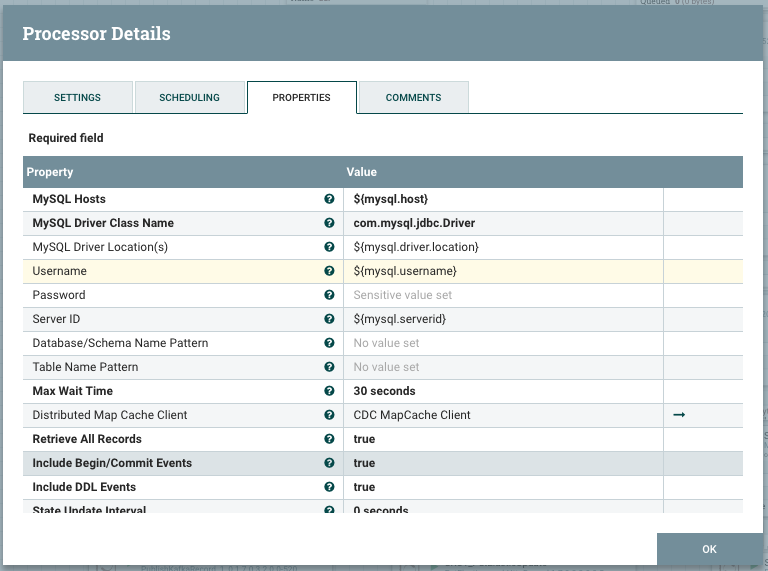 Queued 0 (0 bytes)
Processor Details
SETTINGS SCHEDULING PROPERTIES COMMENTS
Required field
Property Value
MySQL Hosts ${mysql.host}
MySQL Driver Class Name com.mysql.jdbc.Driver
MySQL Driver Location(s) ${mysql.driver.location}
Username ${mysql.username}
Password Sensitive value set
Server ID ${mysql.serverid}
Database/Schema Name Pattern No value set
Table Name Pattern No value set
Max Wait Time 30 seconds
Distributed Map Cache Client CDC MapCache Client
Retrieve All Records true
Include Begin/Commit Events true
Include DDL Events true
State Update Interval 0 seconds
OK